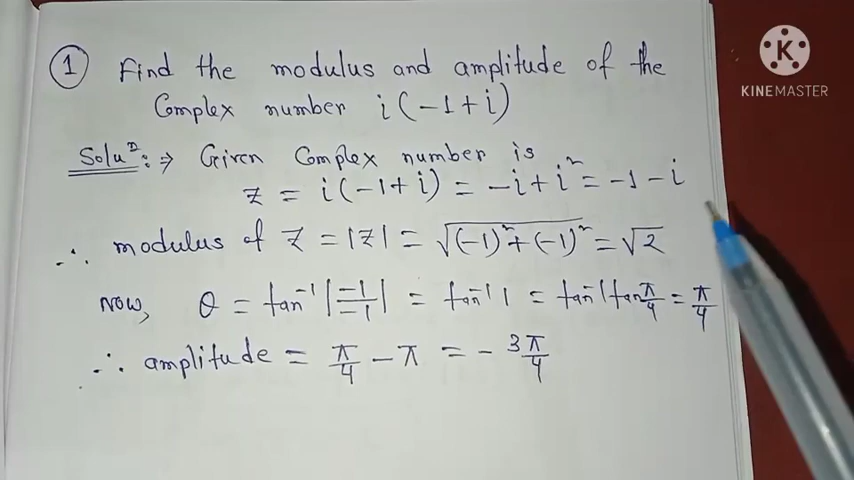 ① Find the modulus and amplitude of the
Complex number i(-1+i)
Soluⁿ:⇒ Given Complex number is
z = i(-1+i) = -i+i² = -1-i
∴ modulus of z = |z| = √((-1)²+(-1)²) = √2
Now, θ = tan⁻¹|-1/-1| = tan⁻¹1 = tan⁻¹tan π/4 = π/4
∴ amplitude = π/4 - π = - 3π/4
K
KINEMASTER